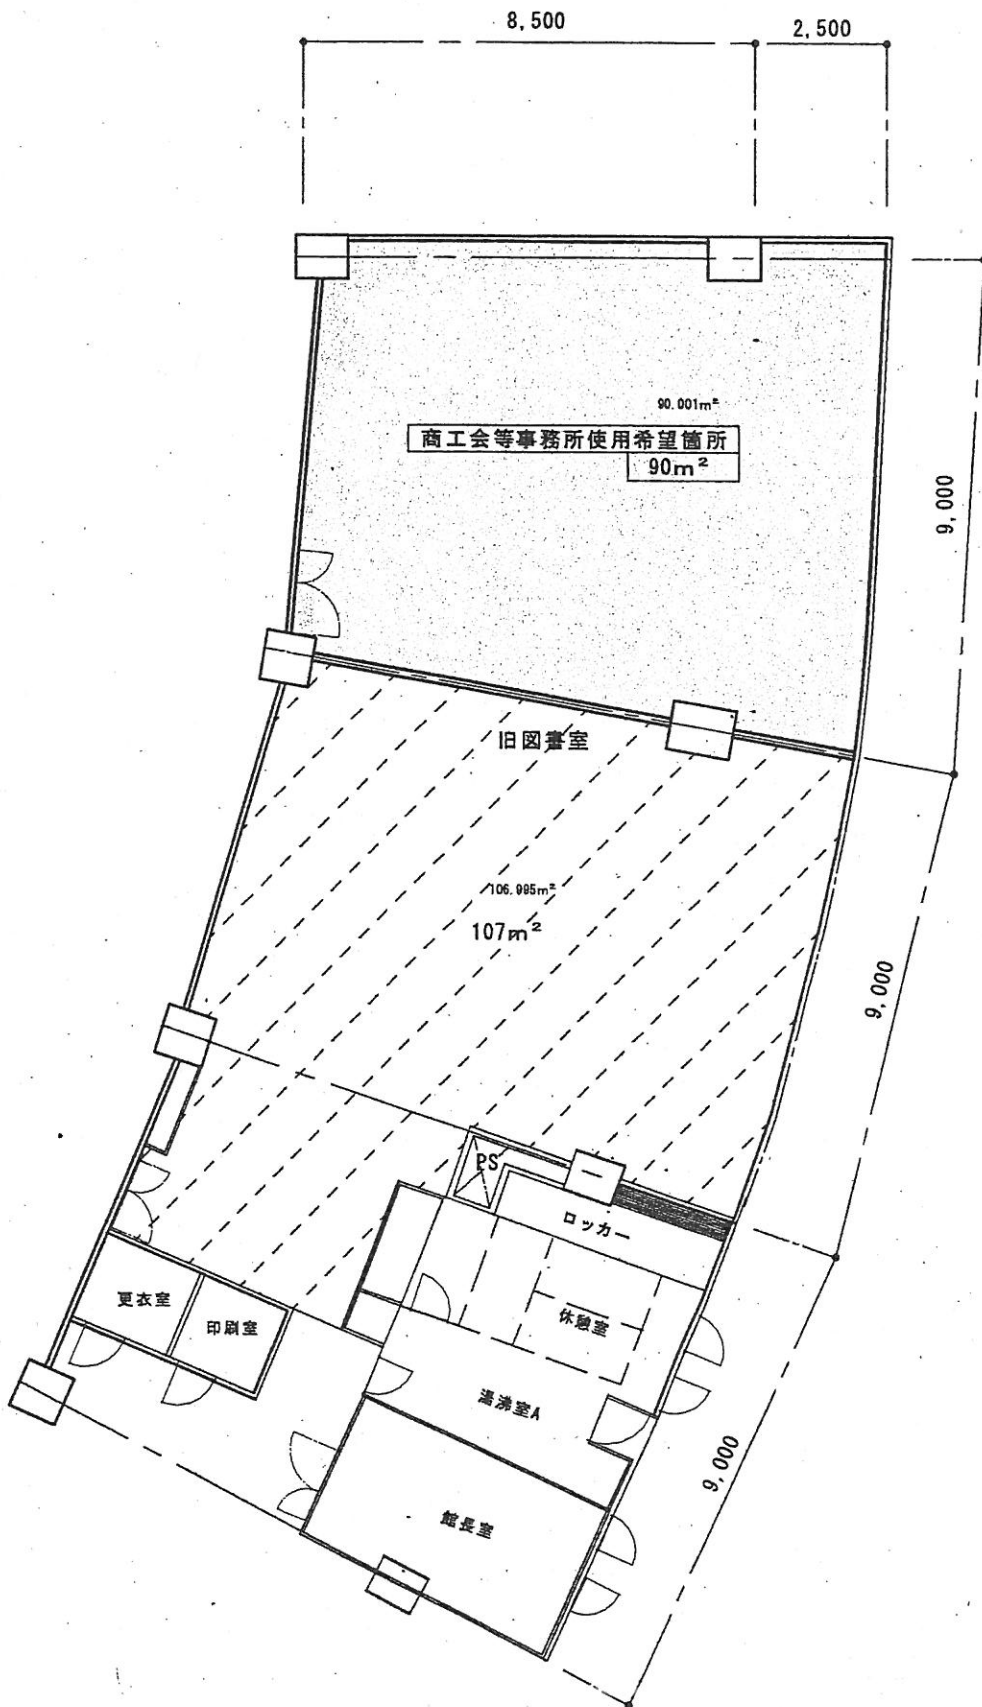 8,500
2,500
90.001m²
商工会等事務所使用希望箇所
90m²
9,000
旧図書室
106.995m²
107m²
9,000
PS
ロッカー
更衣室
印刷室
休憩室
湯沸室A
9,000
館長室